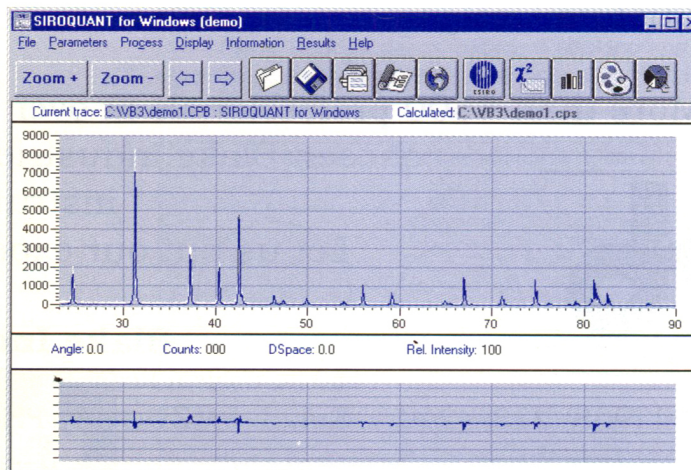 SIROQUANT for Windows (demo)
File Parameters Process Display Information Results Help
Zoom + Zoom -
CSIRO
χ²
Current trace: C:\VB3\demo1.CPB : SIROQUANT for Windows Calculated: C:\VB3\demo1.cps
9000
8000
7000
6000
5000
4000
3000
2000
1000
0
30 40 50 60 70 80 90
Angle: 0.0 Counts: 000 DSpace: 0.0 Rel. Intensity: 100